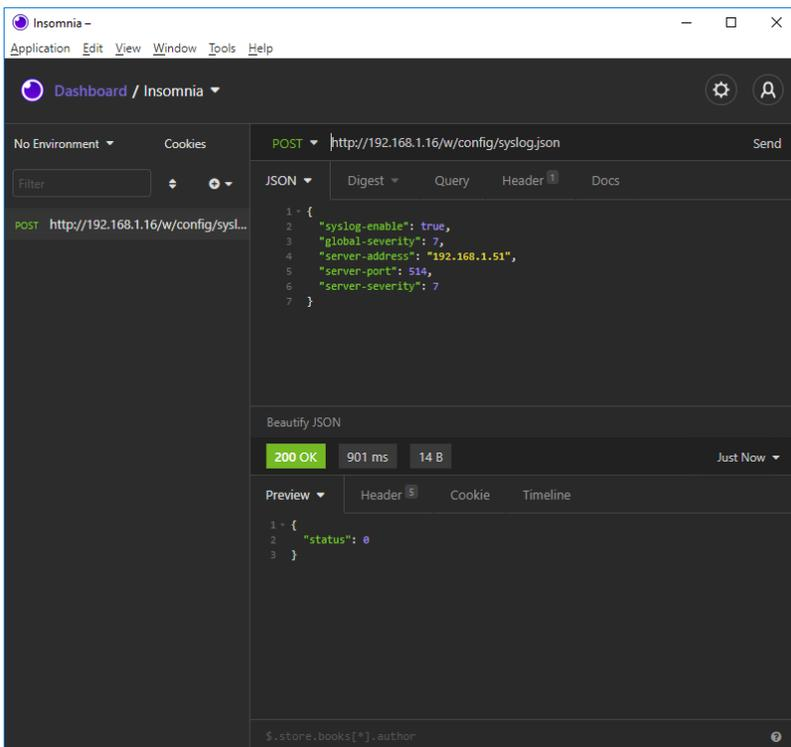 Insomnia –
Application Edit View Window Tools Help
Dashboard / Insomnia
No Environment Cookies
Filter
POST http://192.168.1.16/w/config/sysl...
POST http://192.168.1.16/w/config/syslog.json Send
JSON Digest Query Header 1 Docs
1 {
2 "syslog-enable": true,
3 "global-severity": 7,
4 "server-address": "192.168.1.51",
5 "server-port": 514,
6 "server-severity": 7
7 }
Beautify JSON
200 OK 901 ms 14 B Just Now
Preview Header 5 Cookie Timeline
1 {
2 "status": 0
3 }
$.store.books[*].author